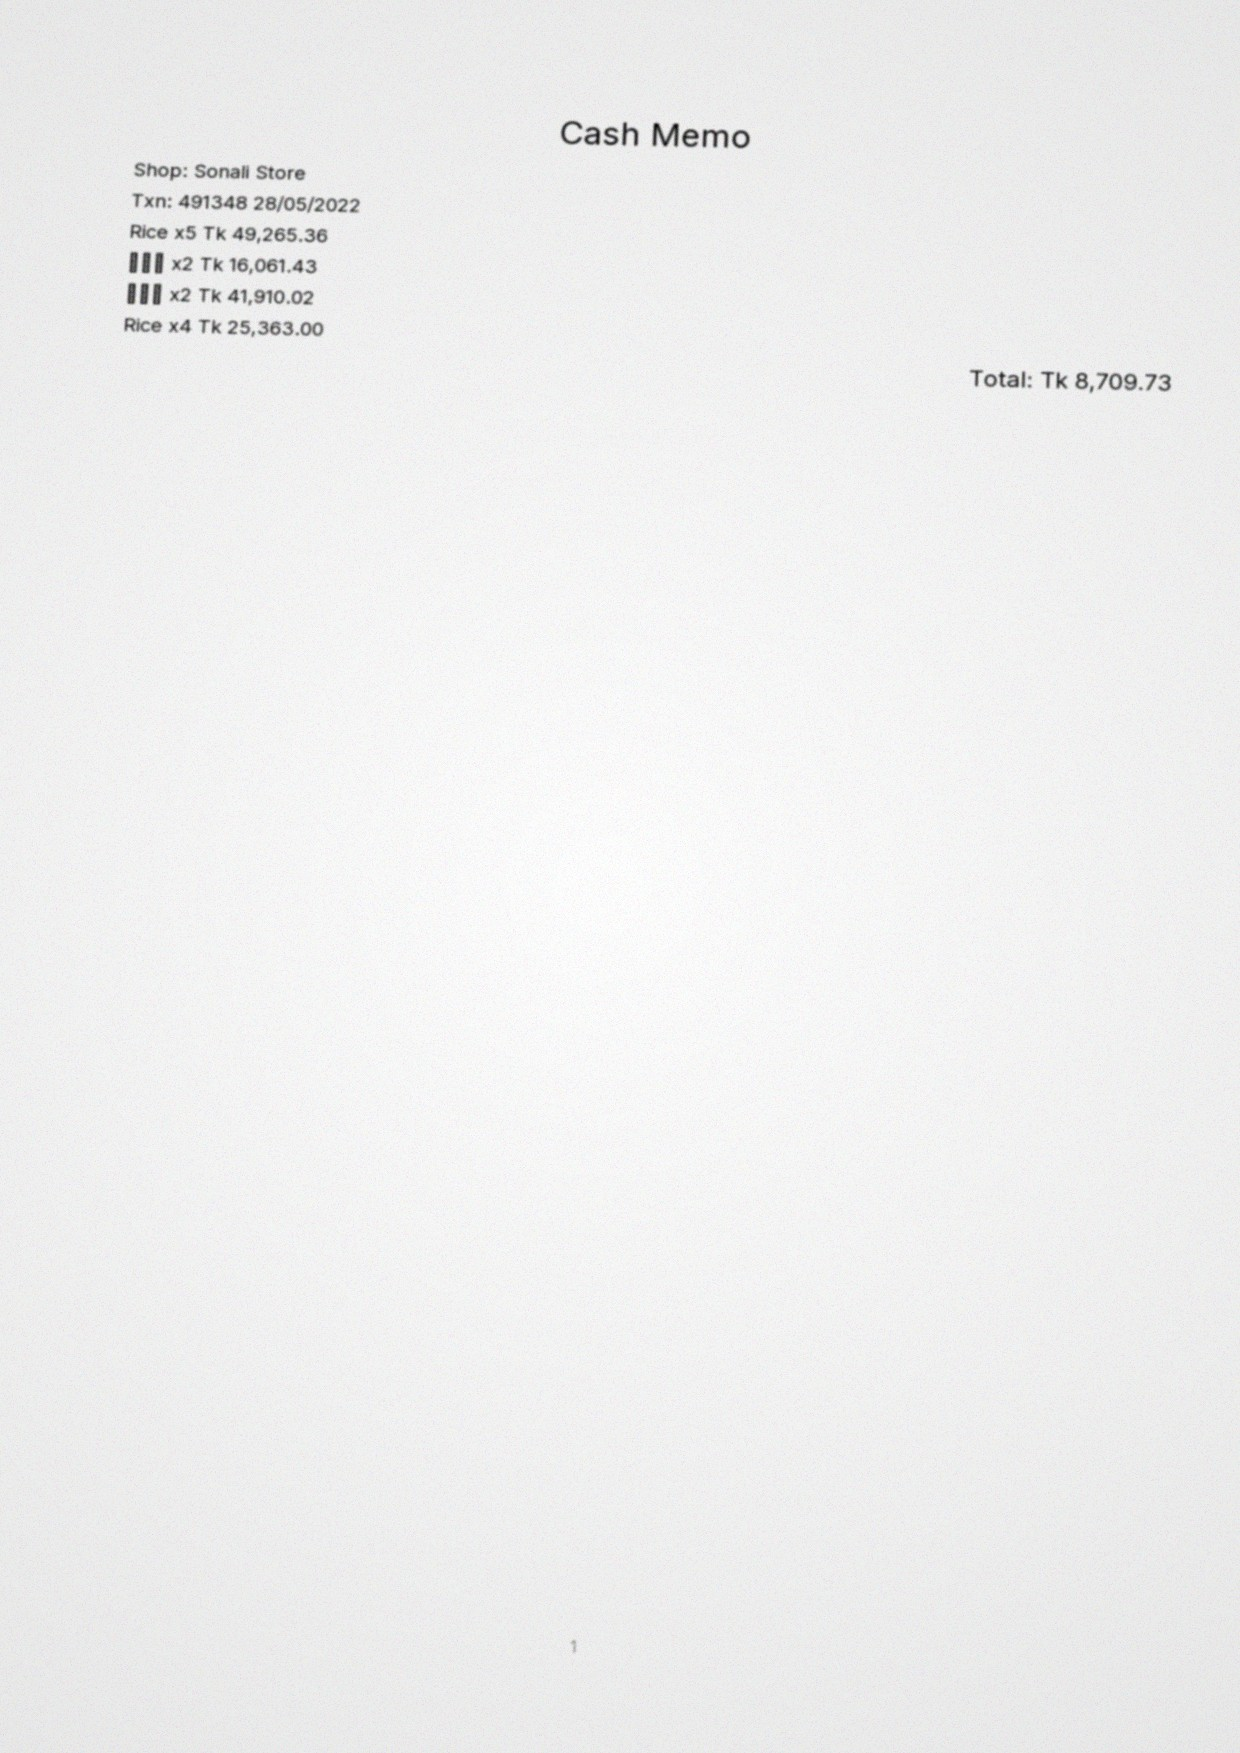 Cash Memo
Shop: Sonali Store
Txn: 491348 28/05/2022
Rice x5 Tk 49,265.36
x2 Tk 16,061.43
x2 Tk 41,910.02
Rice x4 Tk 25,363.00
Total: Tk 8,709.73
1